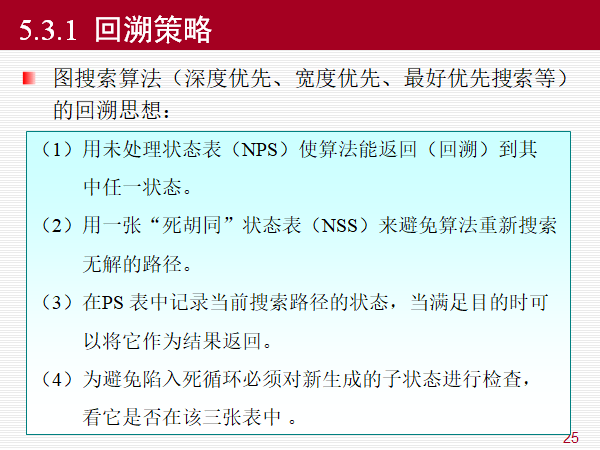 5.3.1 回溯策略
图搜索算法（深度优先、宽度优先、最好优先搜索等）
的回溯思想：
（1）用未处理状态表（NPS）使算法能返回（回溯）到其
中任一状态。
（2）用一张“死胡同”状态表（NSS）来避免算法重新搜索
无解的路径。
（3）在PS 表中记录当前搜索路径的状态，当满足目的时可
以将它作为结果返回。
（4）为避免陷入死循环必须对新生成的子状态进行检查，
看它是否在该三张表中 。
25